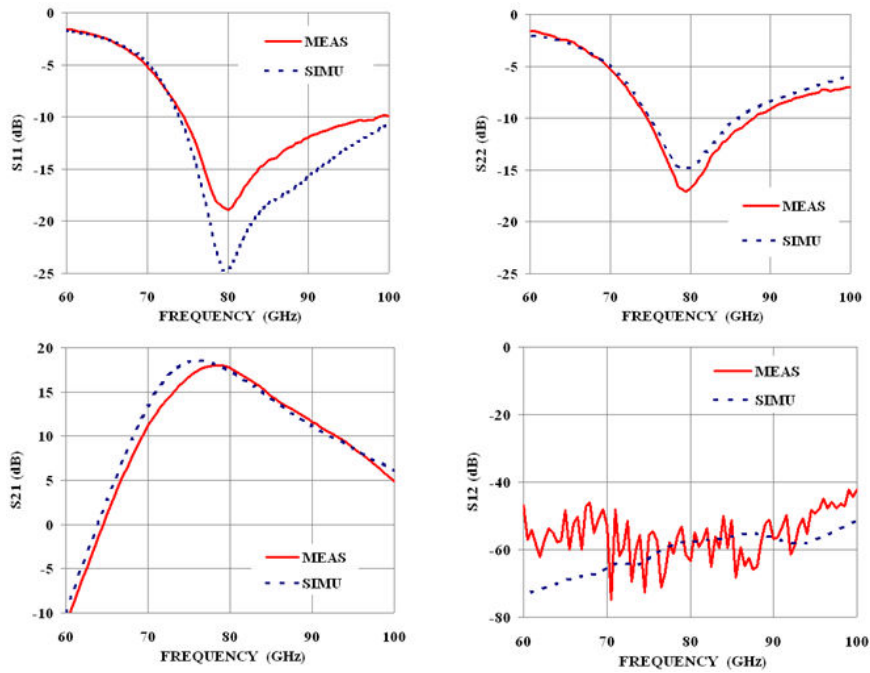 0
-5
-10
-15
-20
-25
S11 (dB)
MEAS
SIMU
60 70 80 90 100
FREQUENCY (GHz)
0
-5
-10
-15
-20
-25
S22 (dB)
MEAS
SIMU
60 70 80 90 100
FREQUENCY (GHz)
20
15
10
5
0
-5
-10
S21 (dB)
MEAS
SIMU
60 70 80 90 100
FREQUENCY (GHz)
0
-20
-40
-60
-80
S12 (dB)
MEAS
SIMU
60 70 80 90 100
FREQUENCY (GHz)